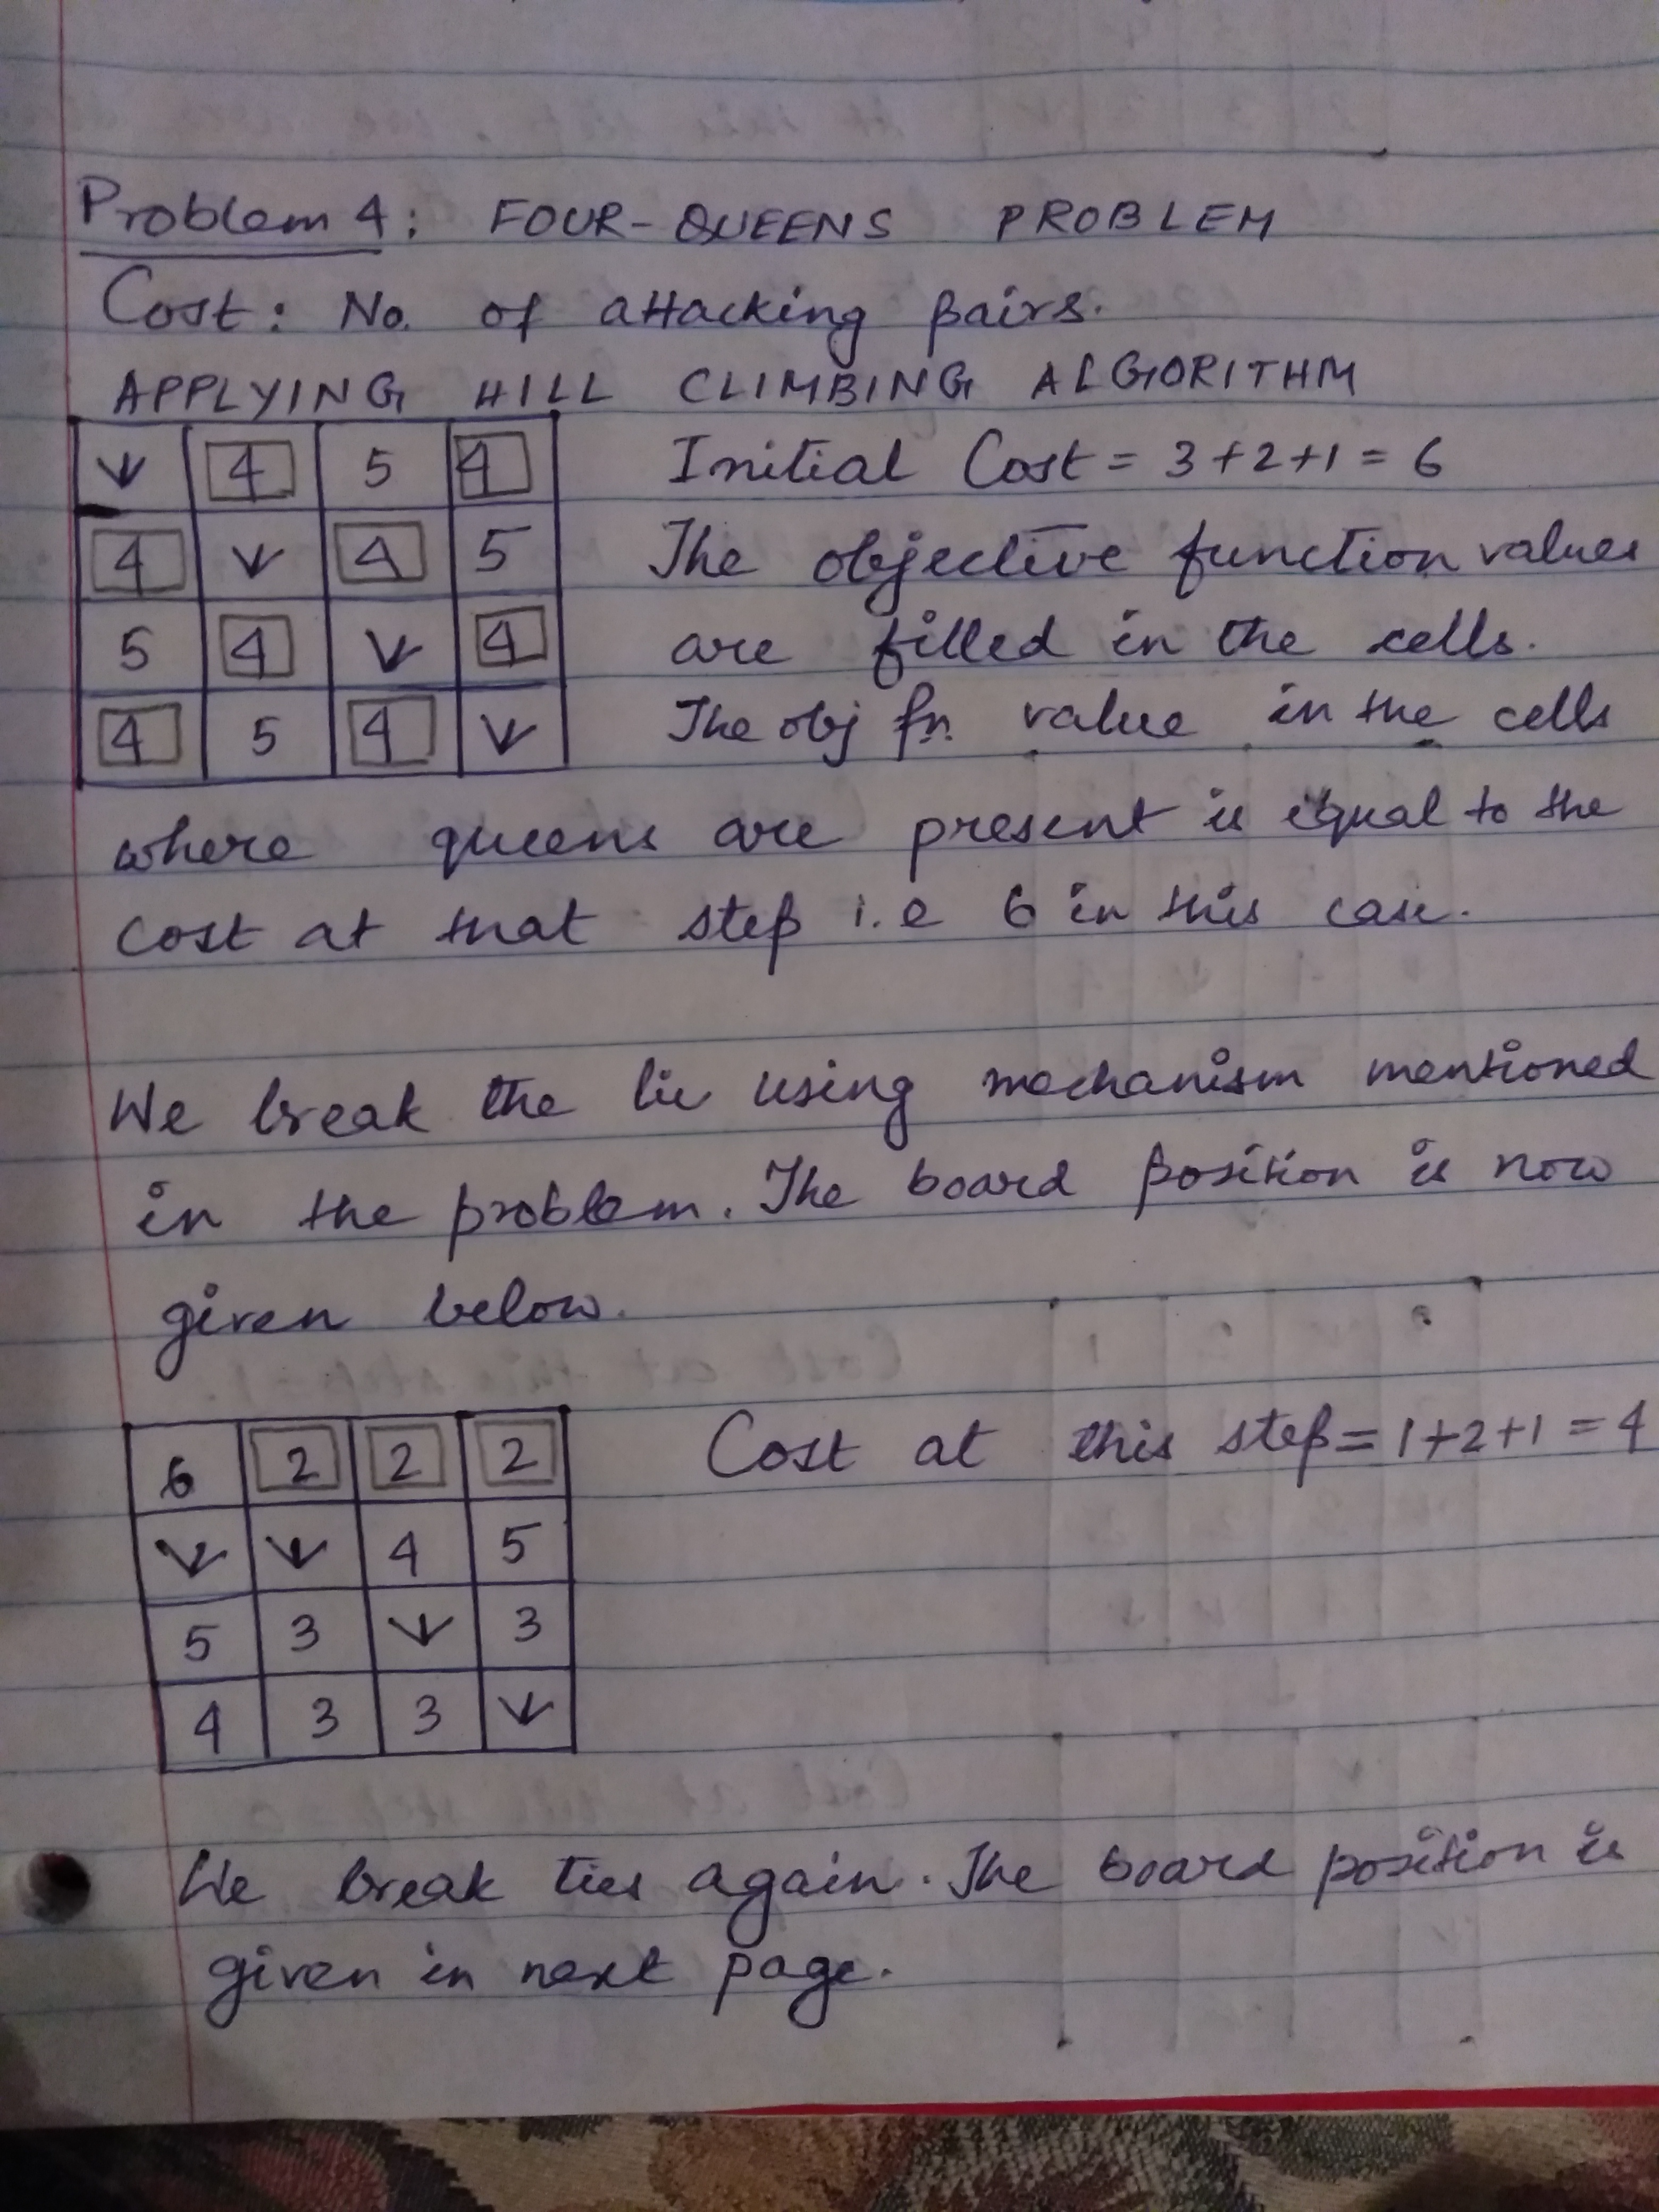 Problem 4: FOUR-QUEENS PROBLEM
Cost: No. of attacking pairs.
APPLYING HILL CLIMBING ALGORITHM
↓ 4 5 4 Initial Cost = 3+2+1 = 6
4 ↓ 4 5 The objective function values
5 4 ↓ 4 are filled in the cells.
4 5 4 ↓ The obj fn. value in the cells
where queens are present is equal to the
cost at that step i.e 6 in this case.
We break the tie using mechanism mentioned
in the problem. The board position is now
given below.
6 2 2 2 Cost at this step = 1+2+1 = 4
↓ ↓ 4 5
5 3 ↓ 3
4 3 3 ↓
We break ties again. The board position is
given in next page.